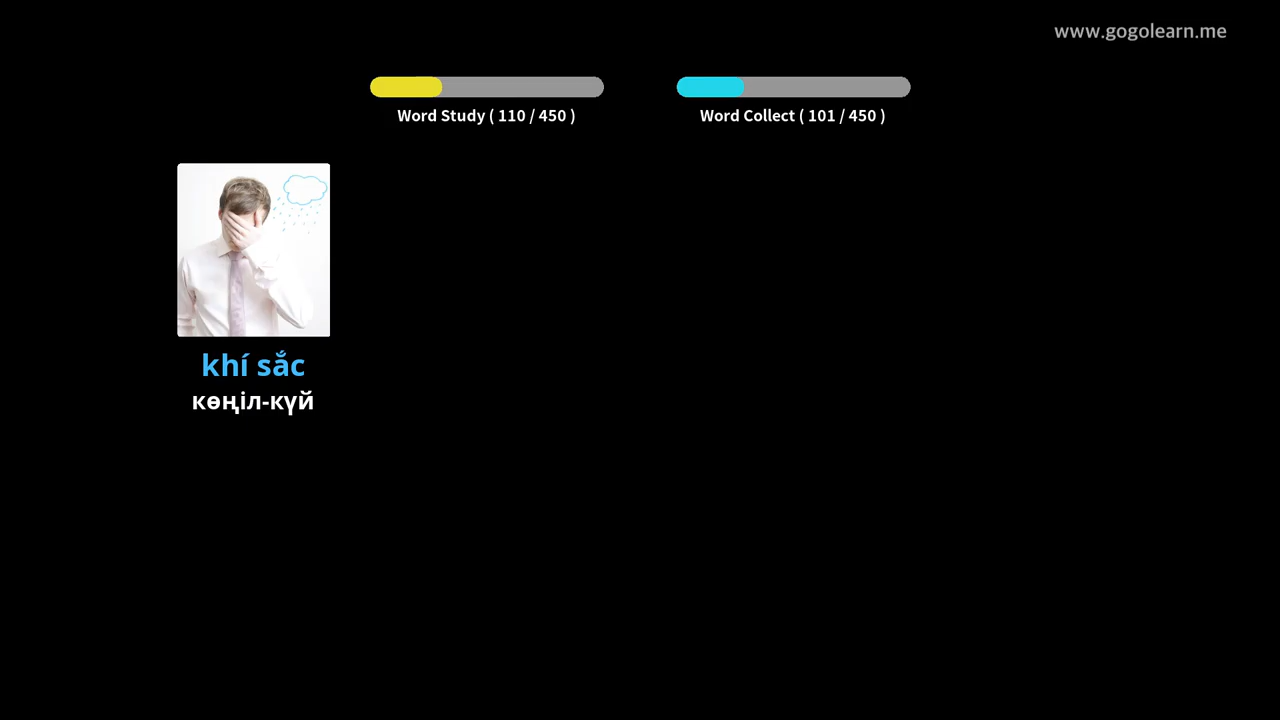 www.gogolearn.me
Word Study ( 110 / 450 )
Word Collect ( 101 / 450 )
khí sắc
көңіл-күй